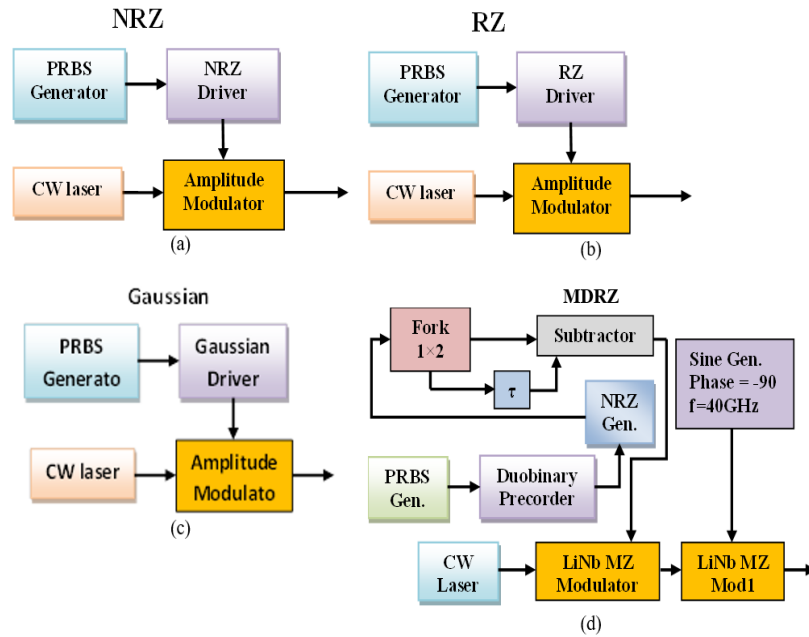 NRZ
PRBS
Generator
NRZ
Driver
CW laser
Amplitude
Modulator
(a)
RZ
PRBS
Generator
RZ
Driver
CW laser
Amplitude
Modulator
(b)
Gaussian
PRBS
Generato
Gaussian
Driver
CW laser
Amplitude
Modulato
(c)
MDRZ
Fork
1×2
Subtractor
τ
NRZ
Gen.
Sine Gen.
Phase = -90
f=40GHz
PRBS
Gen.
Duobinary
Precorder
CW
Laser
LiNb MZ
Modulator
LiNb MZ
Mod1
(d)